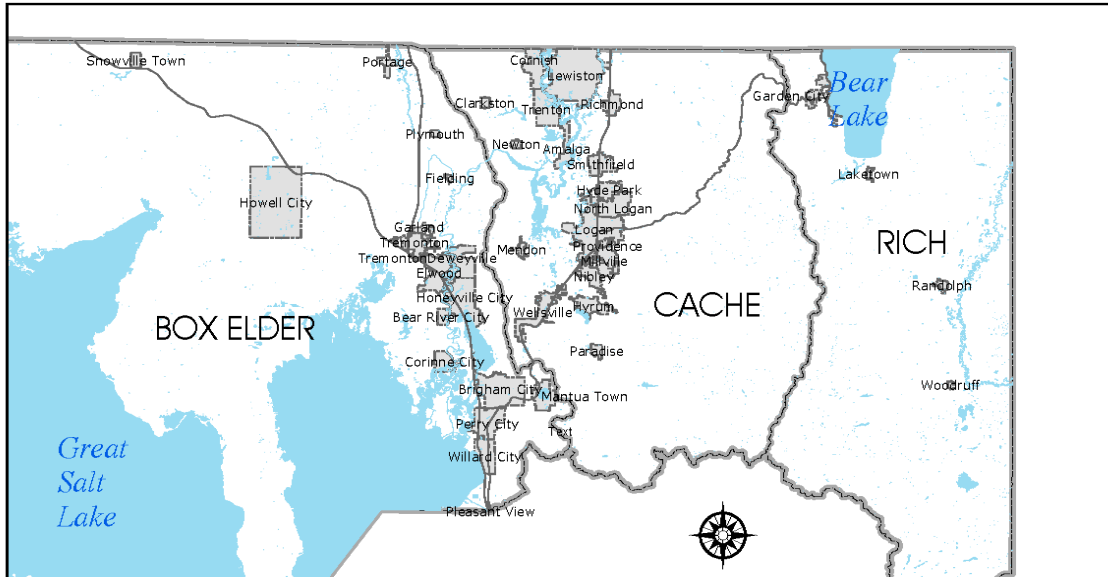 Snowville Town
Portage
Cornish
Lewiston
Clarkston
Trenton
Richmond
Garden City
Bear
Lake
Plymouth
Newton
Amalga
Smithfield
Fielding
Laketown
Howell City
Hyde Park
North Logan
Garland
Logan
Tremonton
Mendon
Providence
RICH
TremontonDeweyville
Millville
Elwood
Nibley
Randolph
Honeyville City
CACHE
Wellsville
Hyrum
Bear River City
BOX ELDER
Paradise
Corinne City
Woodruff
Brigham City
Mantua Town
Perry City
Text
Great
Salt
Lake
Willard City
Pleasant View